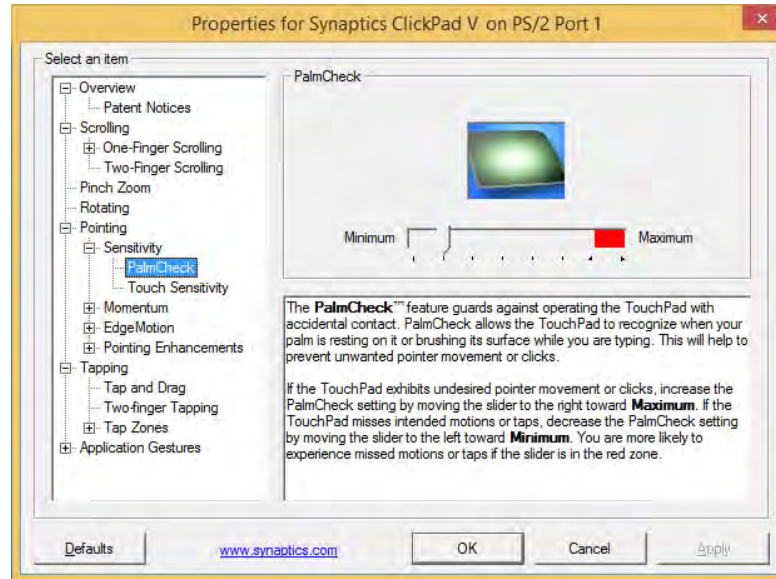 Properties for Synaptics ClickPad V on PS/2 Port 1
Select an item
Overview
Patent Notices
Scrolling
One-Finger Scrolling
Two-Finger Scrolling
Pinch Zoom
Rotating
Pointing
Sensitivity
PalmCheck
Touch Sensitivity
Momentum
EdgeMotion
Pointing Enhancements
Tapping
Tap and Drag
Two-finger Tapping
Tap Zones
Application Gestures
PalmCheck
Minimum
Maximum
The PalmCheck™ feature guards against operating the TouchPad with
accidental contact. PalmCheck allows the TouchPad to recognize when your
palm is resting on it or brushing its surface while you are typing. This will help to
prevent unwanted pointer movement or clicks.
If the TouchPad exhibits undesired pointer movement or clicks, increase the
PalmCheck setting by moving the slider to the right toward Maximum. If the
TouchPad misses intended motions or taps, decrease the PalmCheck setting
by moving the slider to the left toward Minimum. You are more likely to
experience missed motions or taps if the slider is in the red zone.
Defaults
www.synaptics.com
OK
Cancel
Apply